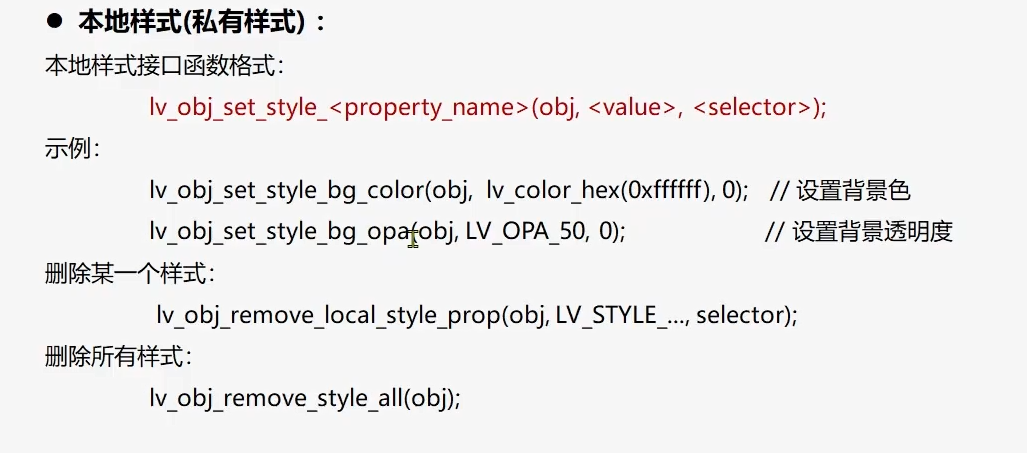 ● 本地样式(私有样式)：
本地样式接口函数格式：
lv_obj_set_style_<property_name>(obj, <value>, <selector>);
示例：
lv_obj_set_style_bg_color(obj, lv_color_hex(0xffffff), 0); // 设置背景色
lv_obj_set_style_bg_opa(obj, LV_OPA_50, 0); // 设置背景透明度
删除某一个样式：
lv_obj_remove_local_style_prop(obj, LV_STYLE_..., selector);
删除所有样式：
lv_obj_remove_style_all(obj);